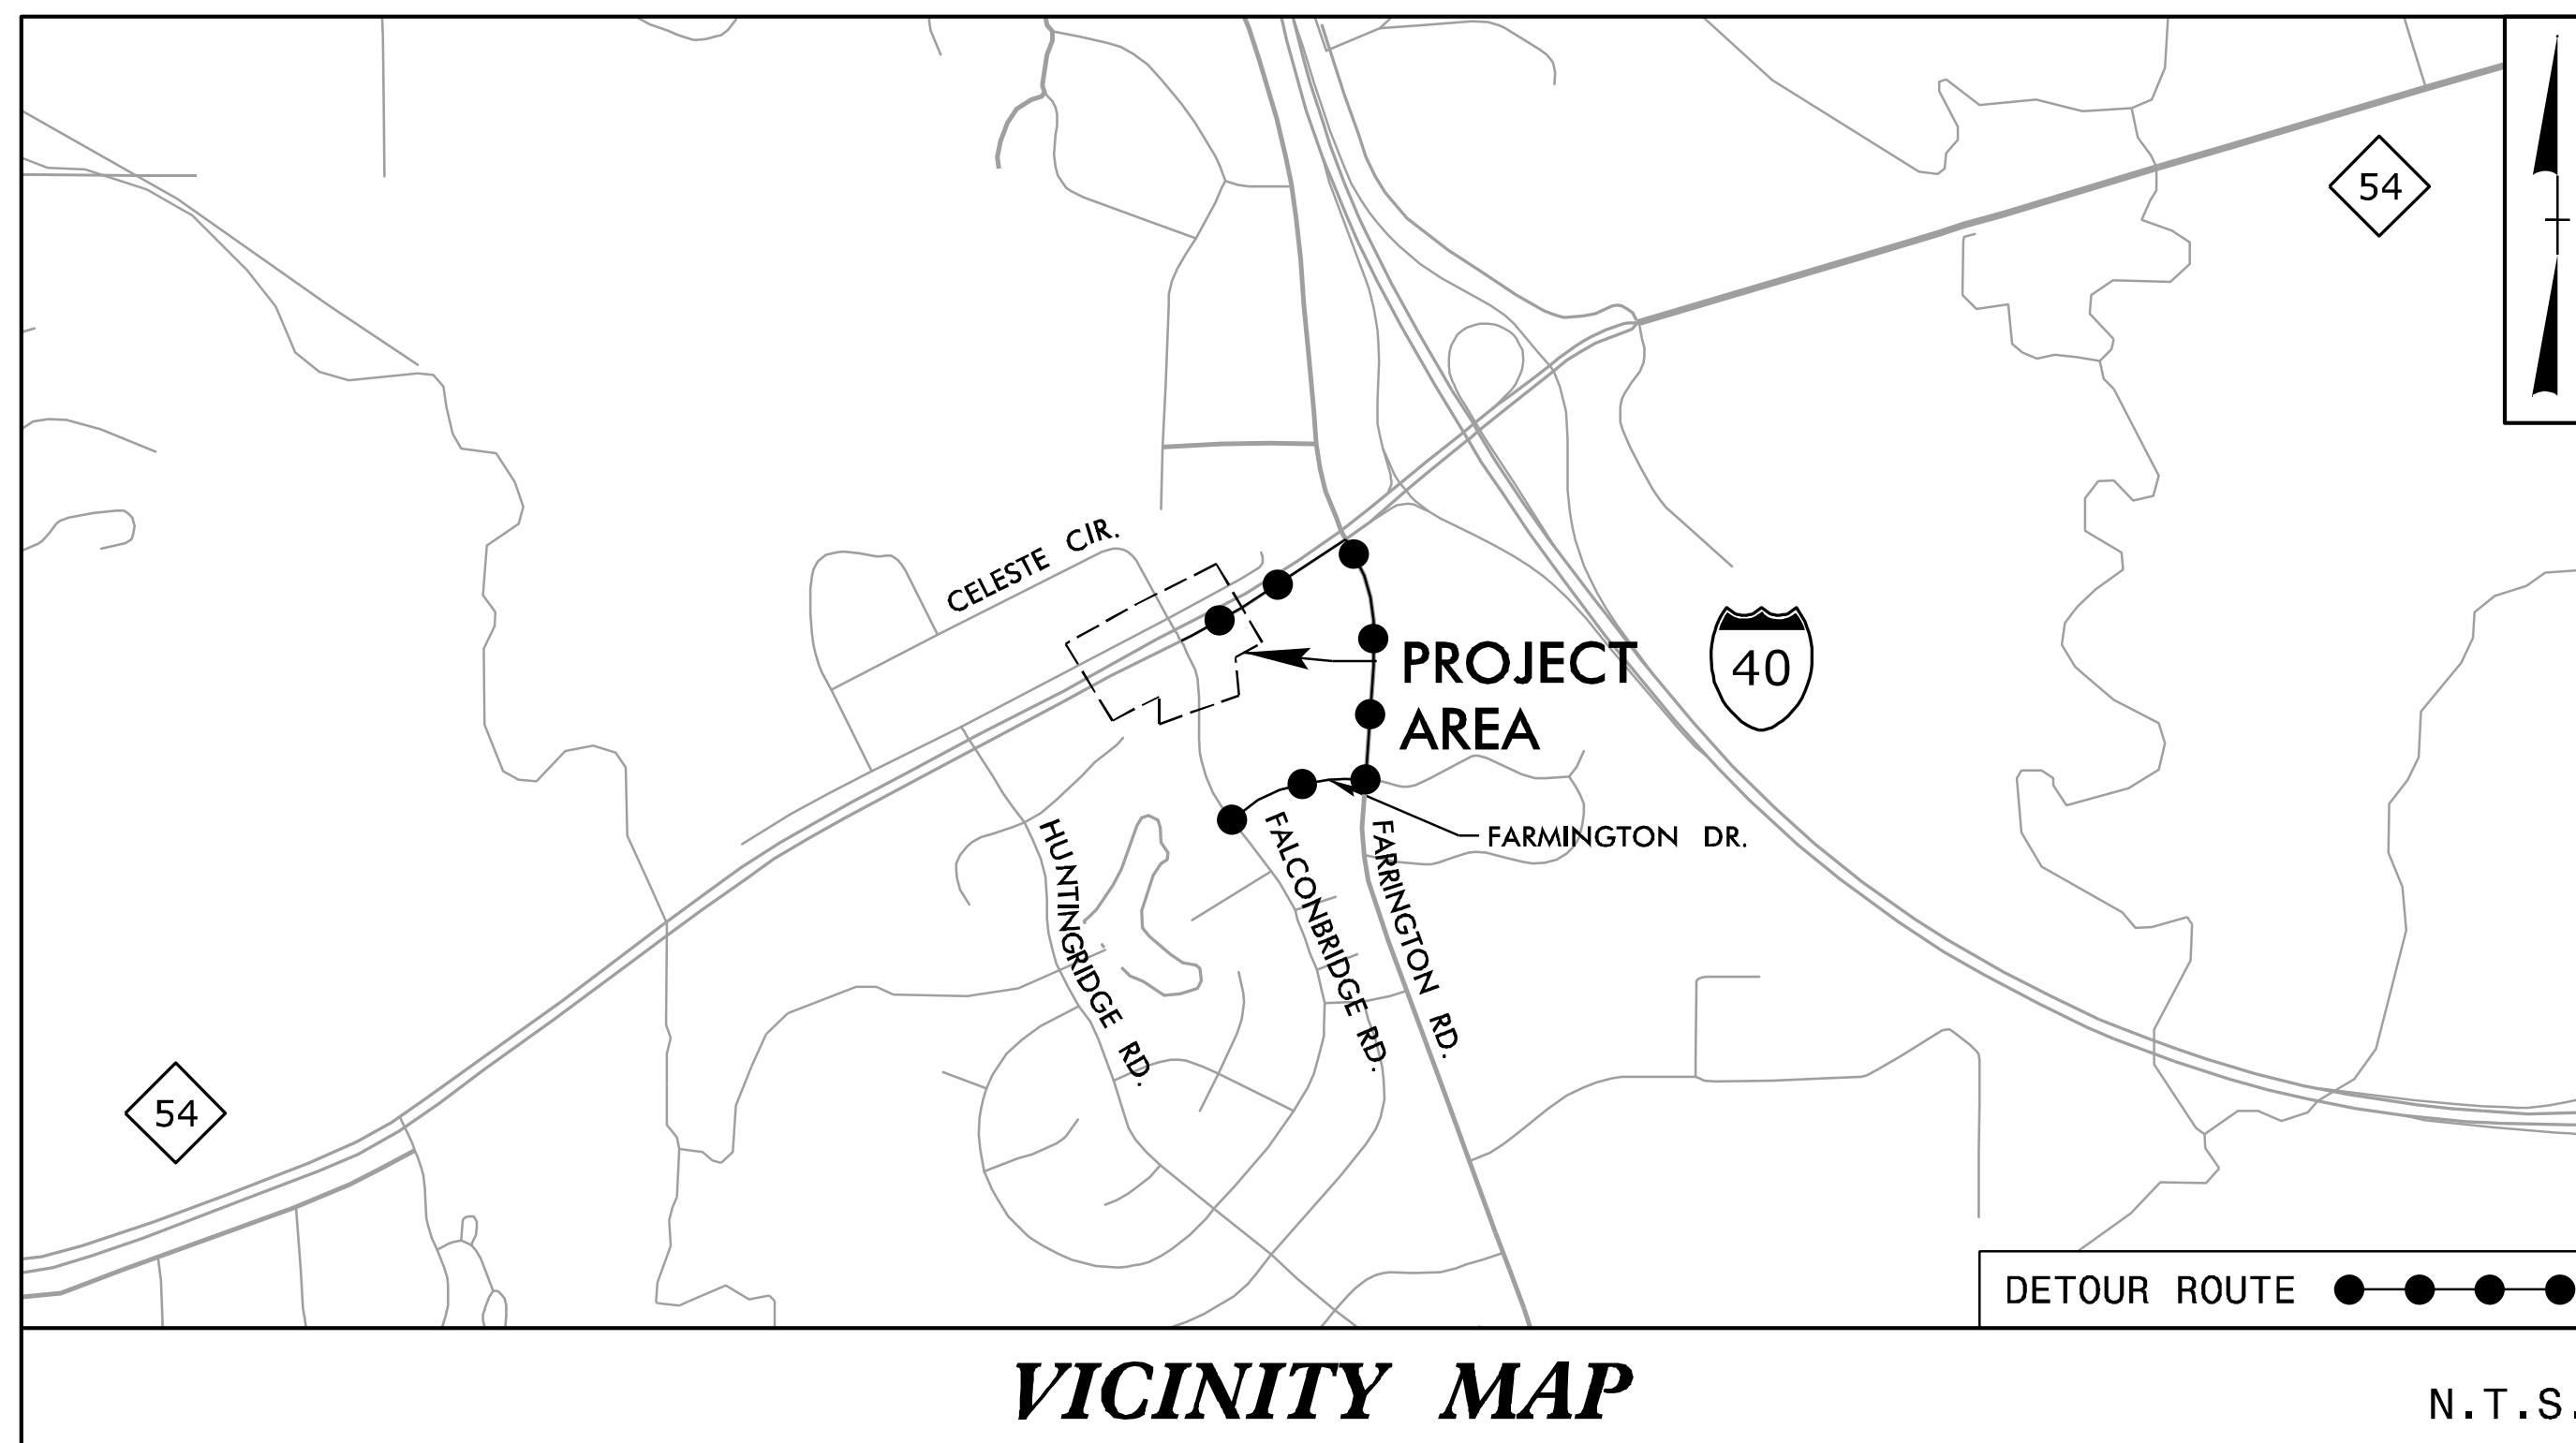 54
CELESTE CIR.
PROJECT
AREA
40
FARMINGTON DR.
HUNTINGRIDGE RD.
FALCONBRIDGE RD.
FARRINGTON RD.
54
DETOUR ROUTE
VICINITY MAP
N.T.S.